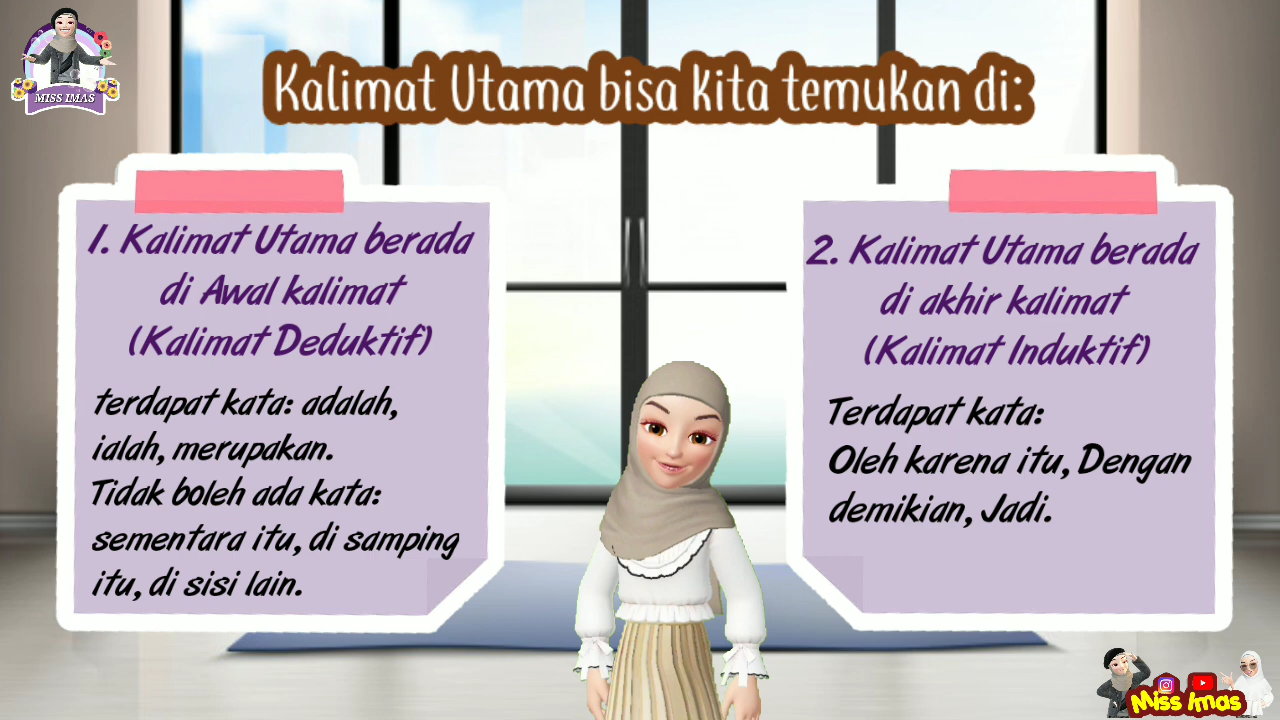 MISS IMAS
Kalimat Utama bisa kita temukan di:
1. Kalimat Utama berada
di Awal kalimat
(Kalimat Deduktif)
terdapat kata: adalah,
ialah, merupakan.
Tidak boleh ada kata:
sementara itu, di samping
itu, di sisi lain.
2. Kalimat Utama berada
di akhir kalimat
(Kalimat Induktif)
Terdapat kata:
Oleh karena itu, Dengan
demikian, Jadi.
Miss Imas